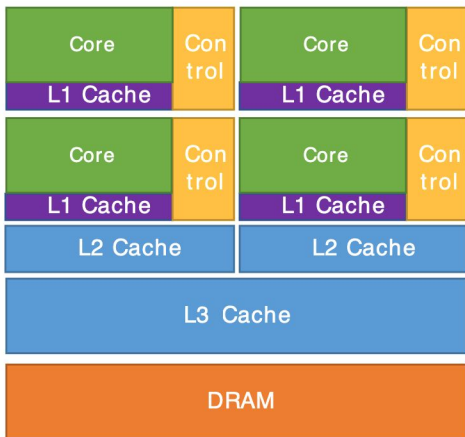 Core
Con
trol
Core
Con
trol
L1 Cache
L1 Cache
Core
Con
trol
Core
Con
trol
L1 Cache
L1 Cache
L2 Cache
L2 Cache
L3 Cache
DRAM